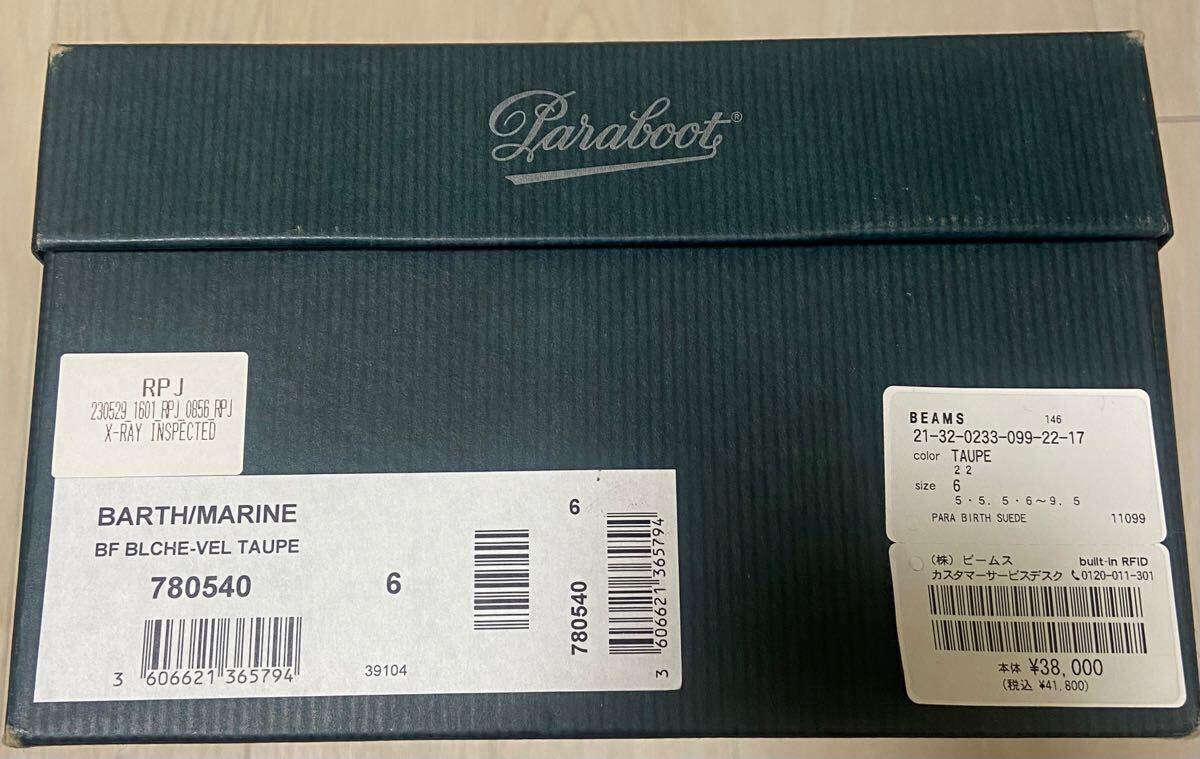 Paraboot®
RPJ
230529_1601_RPJ_0856_RPJ
X-RAY INSPECTED
BARTH/MARINE
BF BLCHE-VEL TAUPE
780540 6
3 606621 365794
39104
6
780540
3 606621 365794
BEAMS 146
21-32-0233-099-22-17
color TAUPE
22
size 6
5・5.5・6～9.5
PARA BIRTH SUEDE 11099
(株)ビームス built-in RFID
カスタマーサービスデスク 0120-011-301
本体 ¥38,000
(税込 ¥41,800)